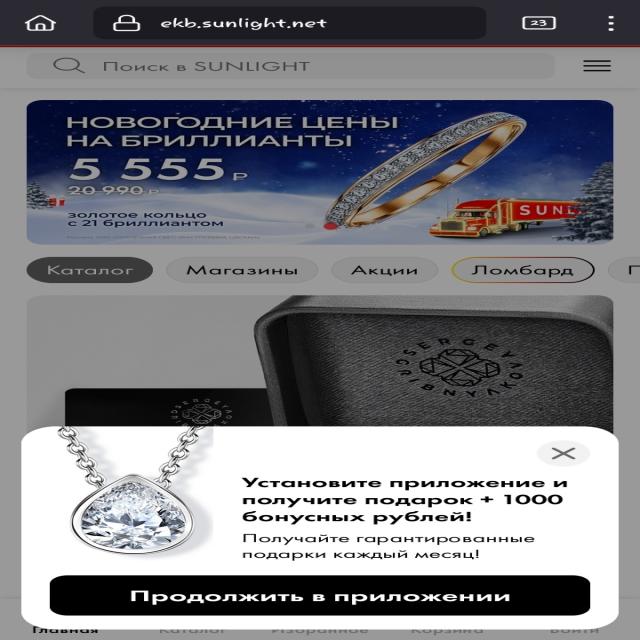 ekb.sunlight.net
23
Поиск в SUNLIGHT
НОВОГОДНИЕ ЦЕНЫ
НА БРИЛЛИАНТЫ
5 555 ₽
20 990 ₽
золотое кольцо
с 21 бриллиантом
SUNL
Каталог
Магазины
Акции
Ломбард
SERGEY
GRIBNYAKOV
Установите приложение и
получите подарок + 1000
бонусных рублей!
Получайте гарантированные
подарки каждый месяц!
Продолжить в приложении
Главная
Каталог
Избранное
Корзина
Войти